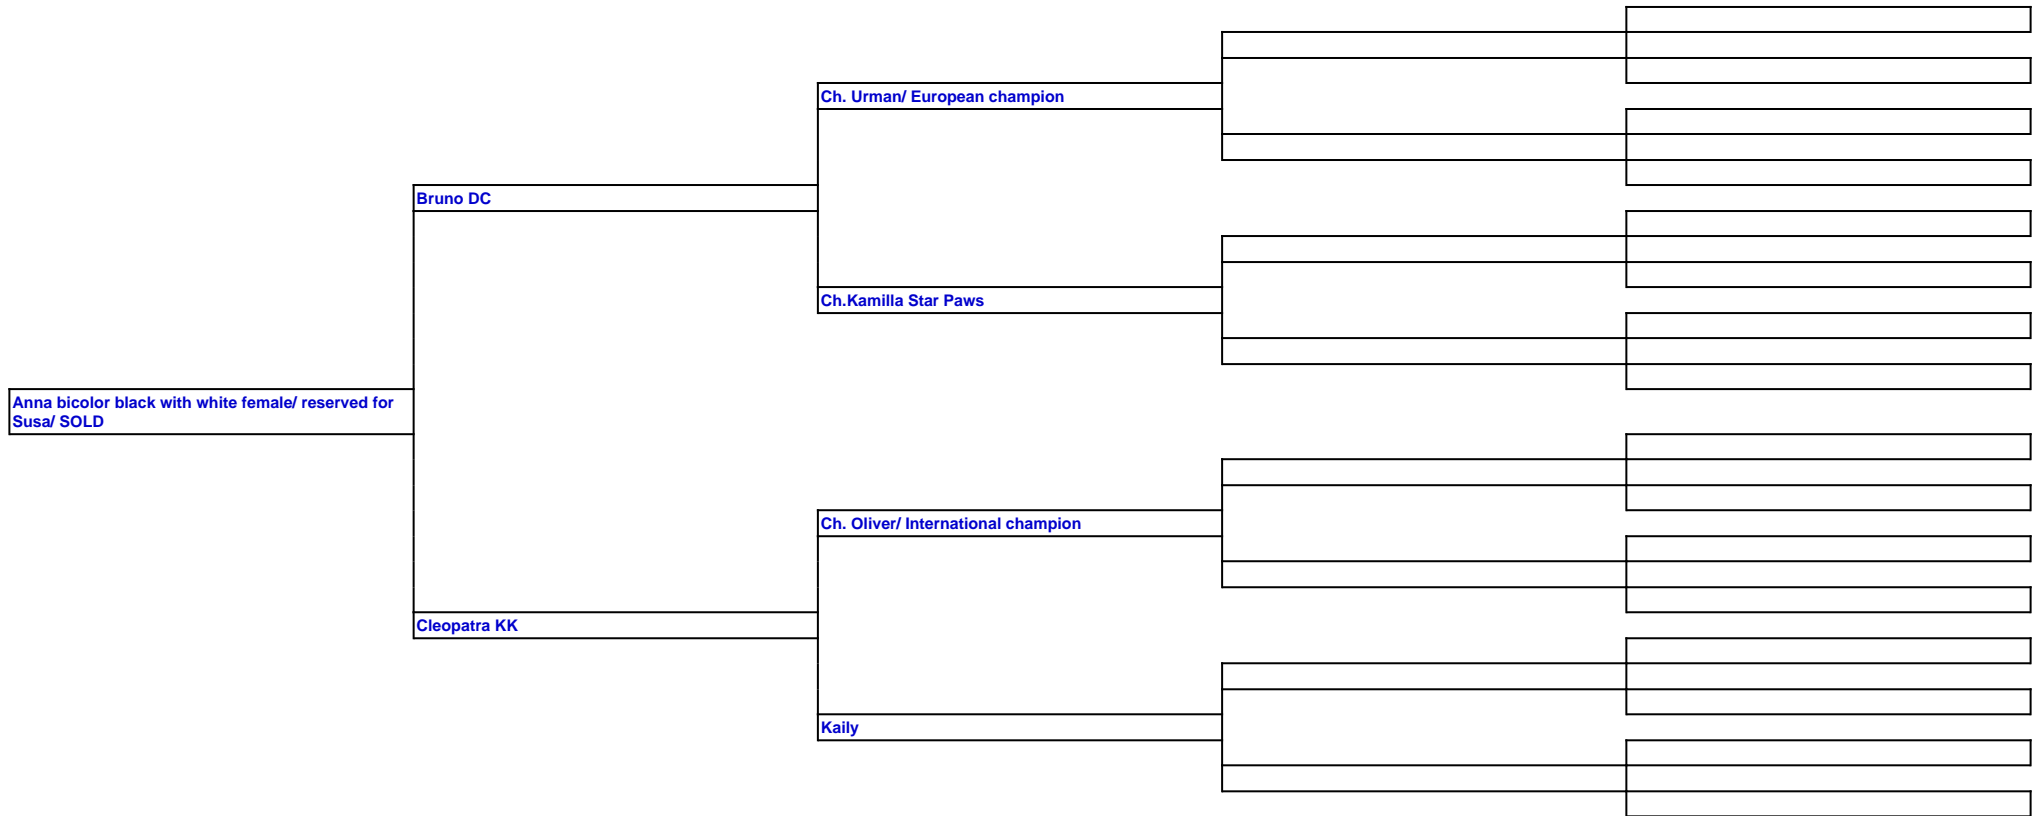 Ch. Urman/ European champion
Bruno DC
Ch.Kamilla Star Paws
Anna bicolor black with white female/ reserved for
Susa/ SOLD
Ch. Oliver/ International champion
Cleopatra KK
Kaily